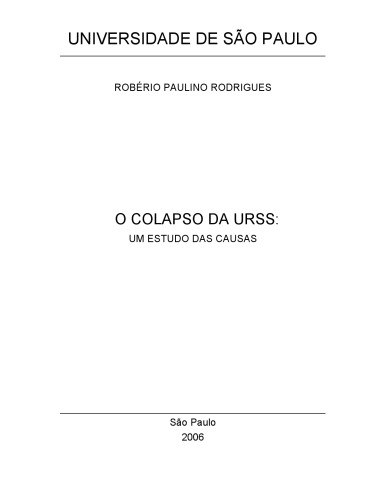 UNIVERSIDADE DE SÃO PAULO
ROBÉRIO PAULINO RODRIGUES
O COLAPSO DA URSS:
UM ESTUDO DAS CAUSAS
São Paulo
2006